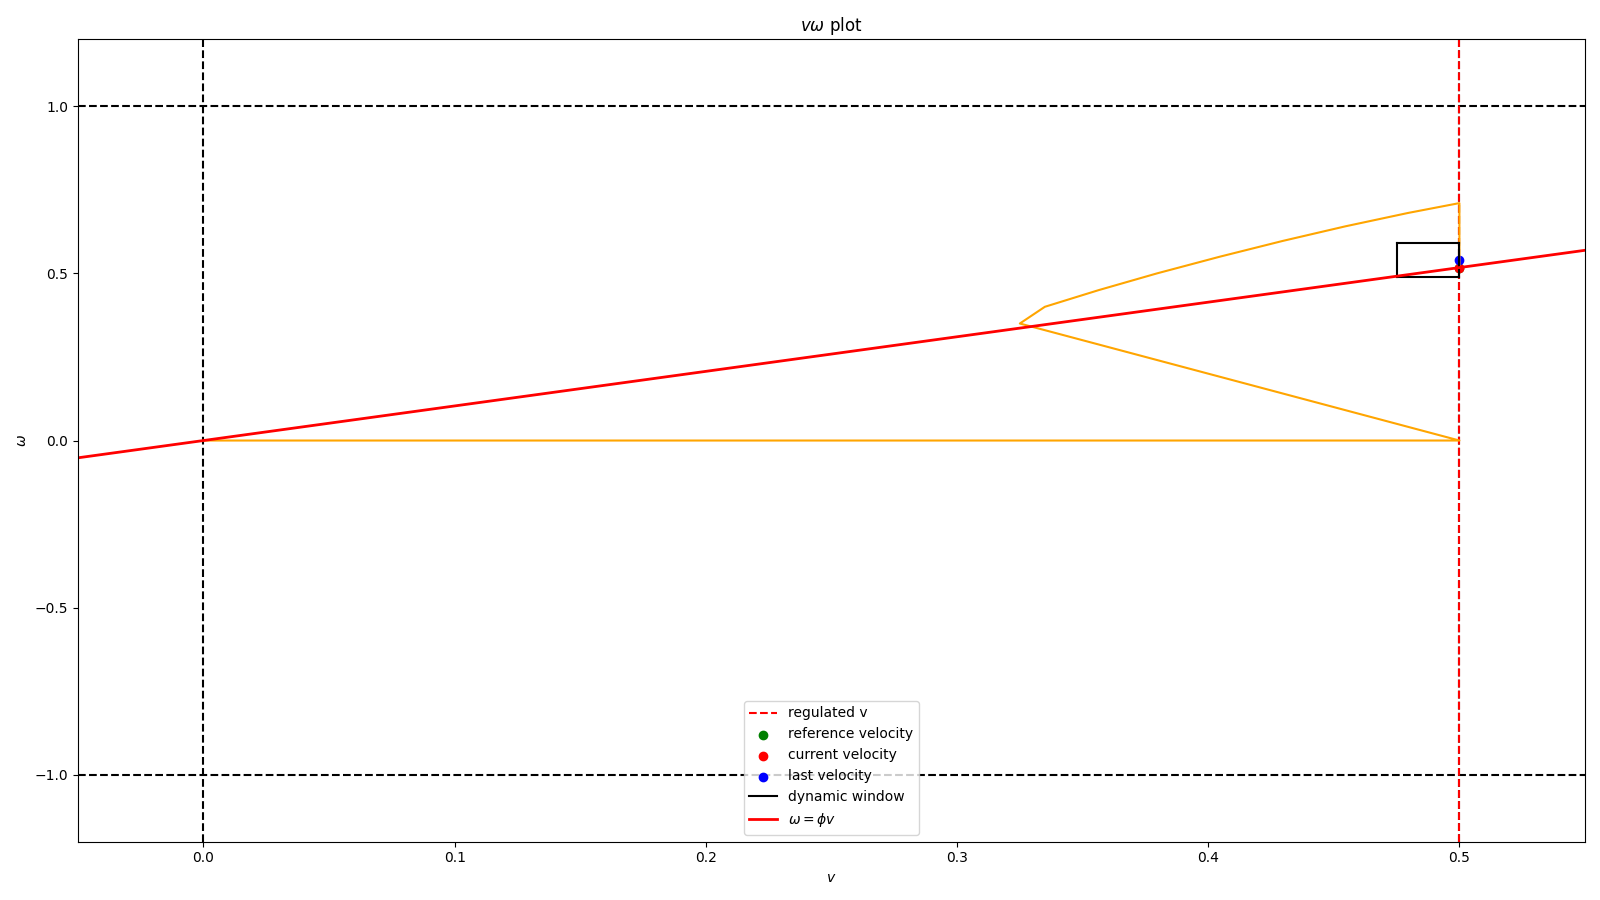 vω plot
1.0
0.5
0.0
−0.5
−1.0
ω
0.0 0.1 0.2 0.3 0.4 0.5
v
regulated v
reference velocity
current velocity
last velocity
dynamic window
ω = ϕv